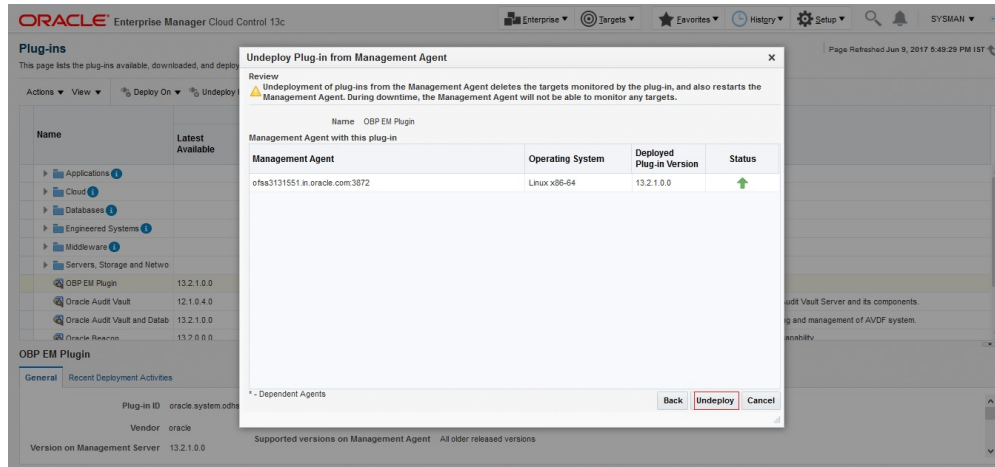 ORACLE Enterprise Manager Cloud Control 13c
Enterprise Targets Favorites History Setup SYSMAN
Plug-ins
Page Refreshed Jun 9, 2017 5:49:29 PM IST
This page lists the plug-ins available, downloaded, and deploy
Actions View Deploy On Undeploy
Name
Latest Available
Applications
Cloud
Databases
Engineered Systems
Middleware
Servers, Storage and Netwo
OBP EM Plugin 13.2.1.0.0
Oracle Audit Vault 12.1.0.4.0
udit Vault Server and its components.
Oracle Audit Vault and Datab 13.2.1.0.0
g and management of AVDF system.
Oracle Beacon 13.2.0.0.0
Undeploy Plug-in from Management Agent
Review
Undeployment of plug-ins from the Management Agent deletes the targets monitored by the plug-in, and also restarts the
Management Agent. During downtime, the Management Agent will not be able to monitor any targets.
Name OBP EM Plugin
Management Agent with this plug-in
Management Agent
Operating System
Deployed
Plug-in Version
Status
ofss3131551.in.oracle.com:3872 Linux x86-64 13.2.1.0.0
* - Dependent Agents
Back Undeploy Cancel
OBP EM Plugin
General Recent Deployment Activities
Plug-in ID oracle.system.odhs
Vendor oracle
Version on Management Server 13.2.1.0.0
Supported versions on Management Agent All older released versions